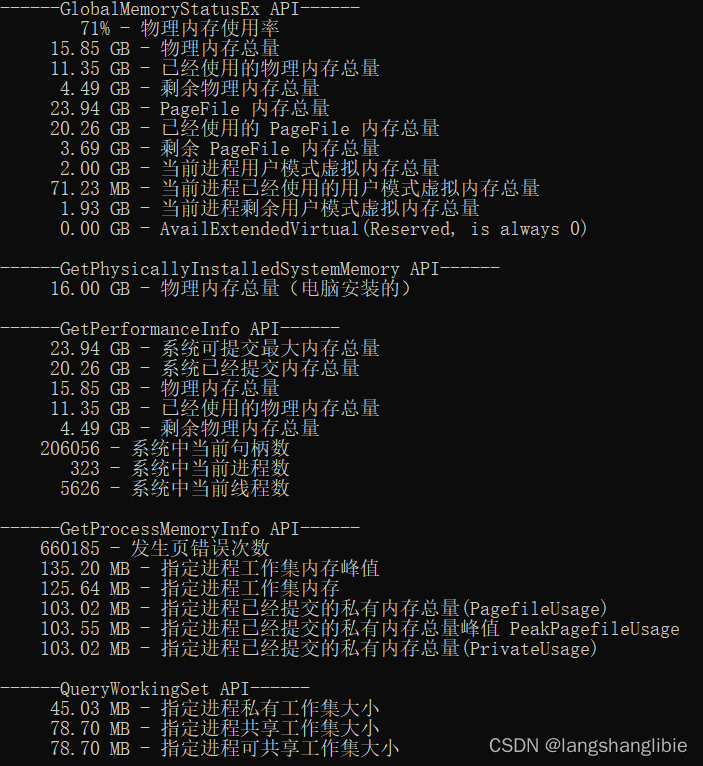 ------GlobalMemoryStatusEx API------
71% - 物理内存使用率
15.85 GB - 物理内存总量
11.35 GB - 已经使用的物理内存总量
4.49 GB - 剩余物理内存总量
23.94 GB - PageFile 内存总量
20.26 GB - 已经使用的 PageFile 内存总量
3.69 GB - 剩余 PageFile 内存总量
2.00 GB - 当前进程用户模式虚拟内存总量
71.23 MB - 当前进程已经使用的用户模式虚拟内存总量
1.93 GB - 当前进程剩余用户模式虚拟内存总量
0.00 GB - AvailExtendedVirtual(Reserved, is always 0)
------GetPhysicallyInstalledSystemMemory API------
16.00 GB - 物理内存总量（电脑安装的）
------GetPerformanceInfo API------
23.94 GB - 系统可提交最大内存总量
20.26 GB - 系统已经提交内存总量
15.85 GB - 物理内存总量
11.35 GB - 已经使用的物理内存总量
4.49 GB - 剩余物理内存总量
206056 - 系统中当前句柄数
323 - 系统中当前进程数
5626 - 系统中当前线程数
------GetProcessMemoryInfo API------
660185 - 发生页错误次数
135.20 MB - 指定进程工作集内存峰值
125.64 MB - 指定进程工作集内存
103.02 MB - 指定进程已经提交的私有内存总量(PagefileUsage)
103.55 MB - 指定进程已经提交的私有内存总量峰值 PeakPagefileUsage
103.02 MB - 指定进程已经提交的私有内存总量(PrivateUsage)
------QueryWorkingSet API------
45.03 MB - 指定进程私有工作集大小
78.70 MB - 指定进程共享工作集大小
78.70 MB - 指定进程可共享工作集大小
CSDN @langshanglibie